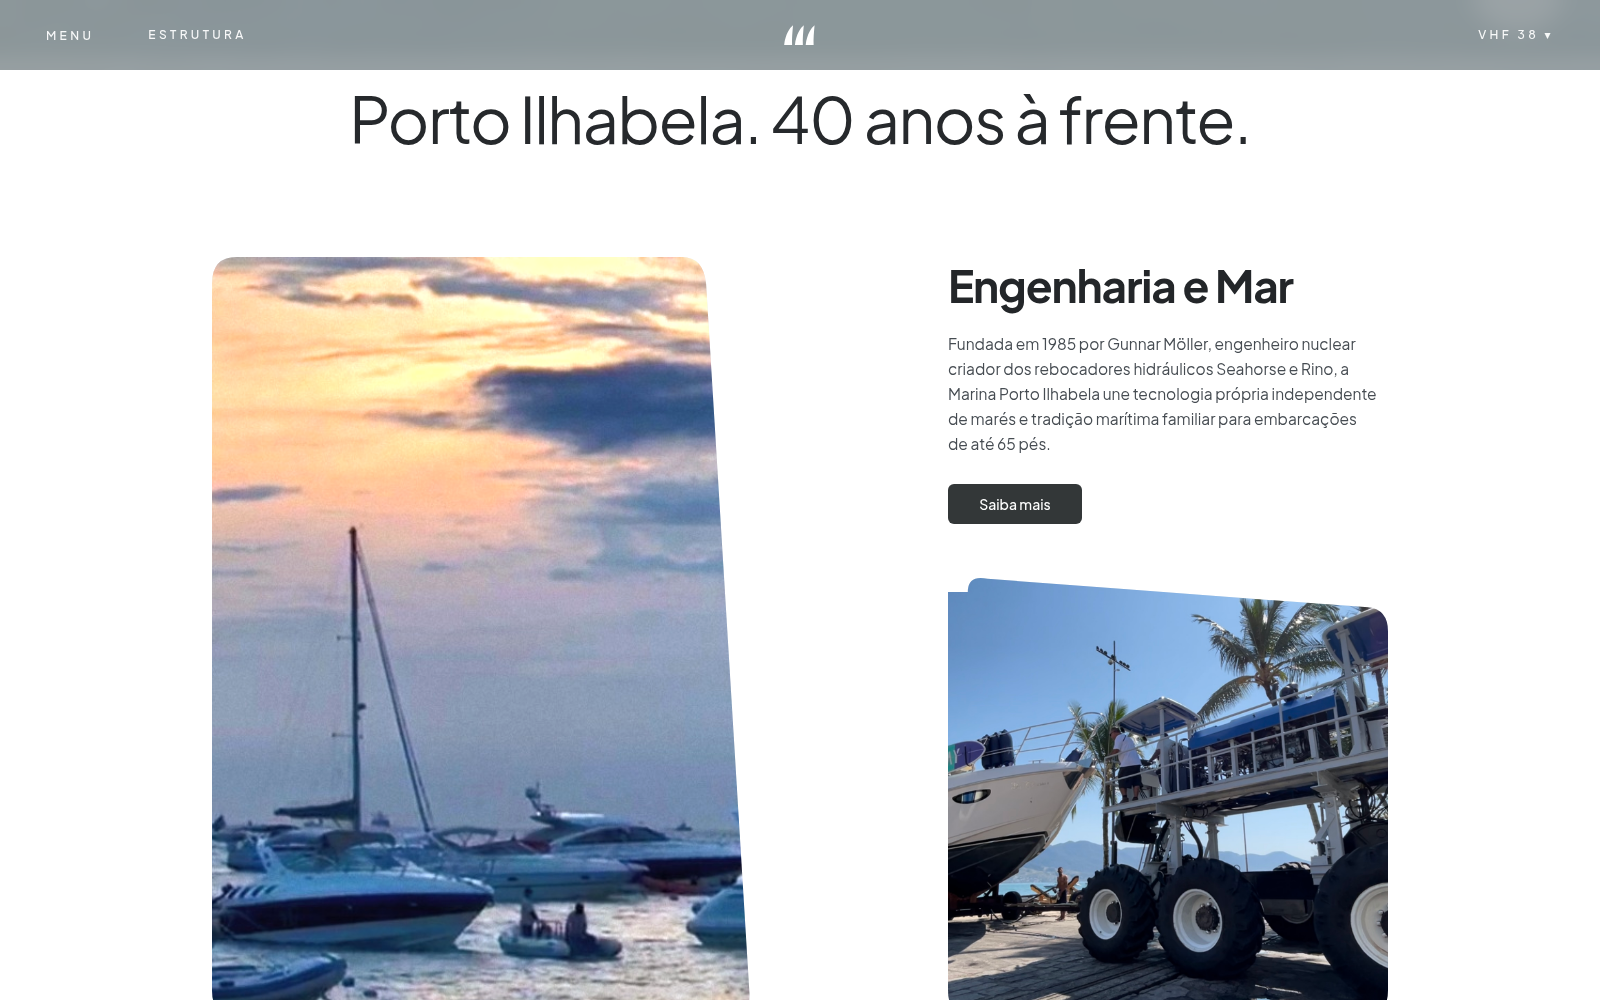 MENU
ESTRUTURA
VHF 38 ▼
Porto Ilhabela. 40 anos à frente.
Engenharia e Mar
Fundada em 1985 por Gunnar Möller, engenheiro nuclear
criador dos rebocadores hidráulicos Seahorse e Rino, a
Marina Porto Ilhabela une tecnologia própria independente
de marés e tradição marítima familiar para embarcações
de até 65 pés.
Saiba mais